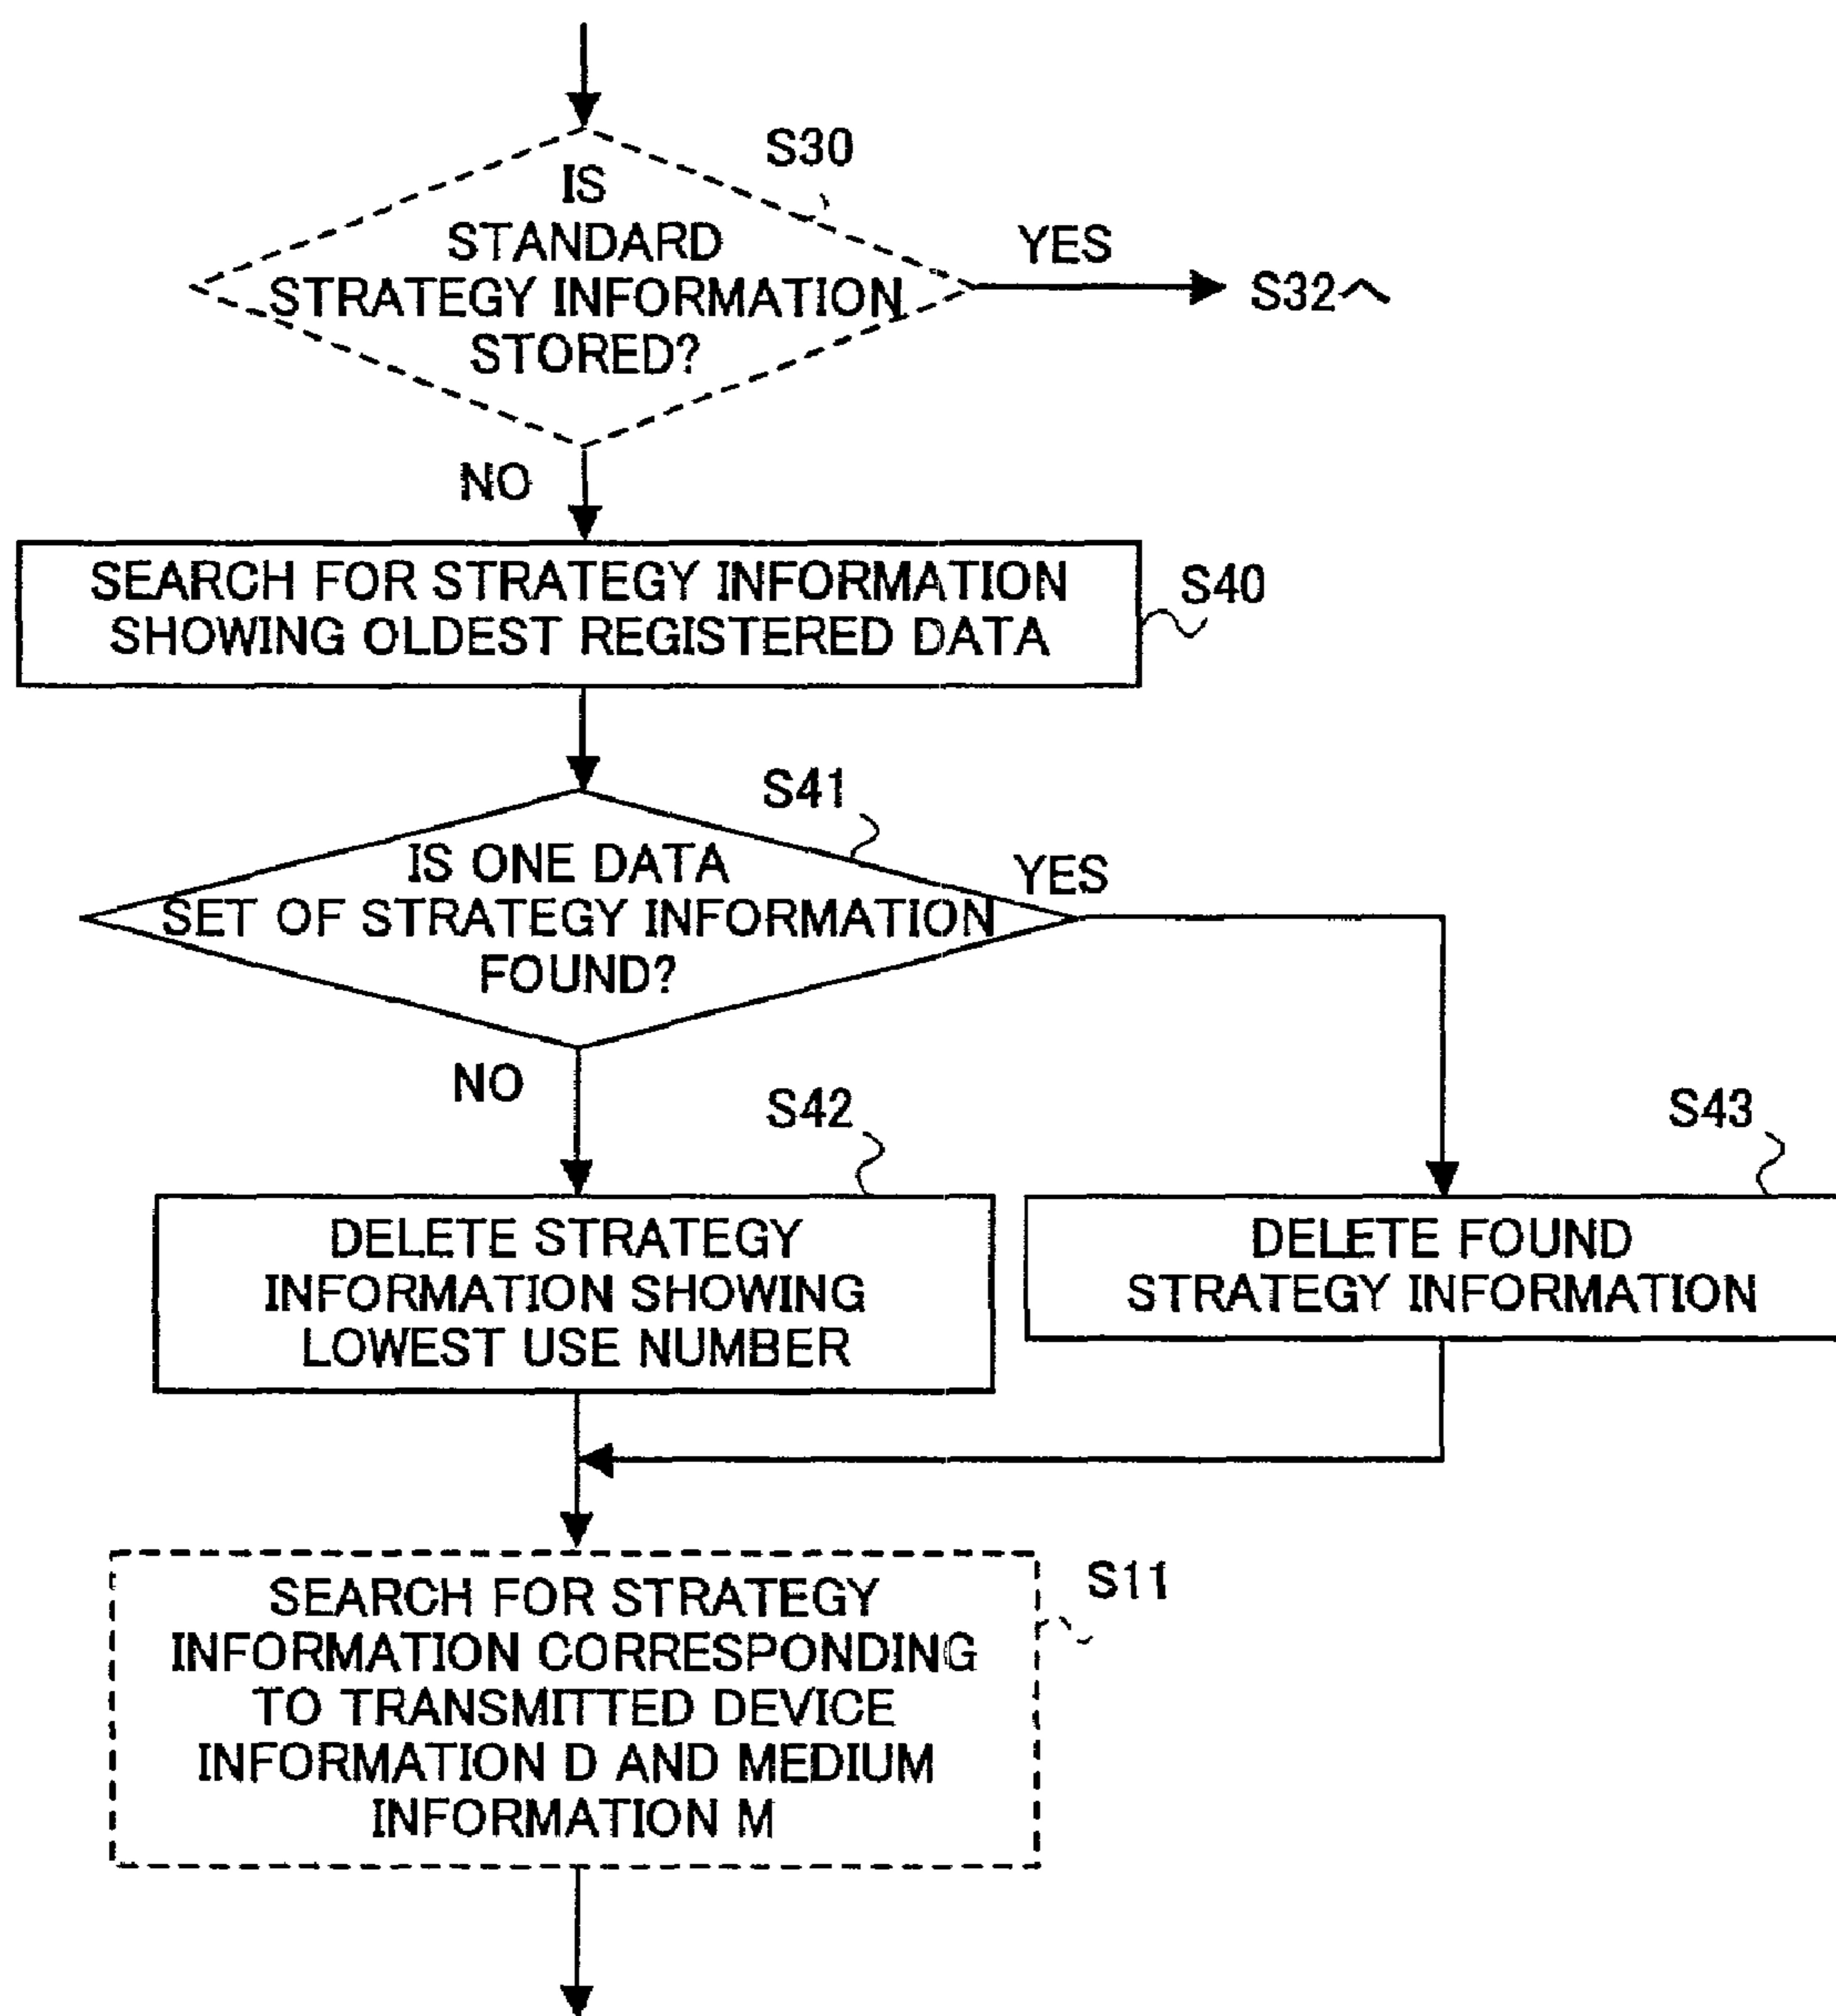 S30
IS
STANDARD
STRATEGY INFORMATION
STORED?
YES
S32へ
NO
SEARCH FOR STRATEGY INFORMATION
SHOWING OLDEST REGISTERED DATA
S40
S41
IS ONE DATA
SET OF STRATEGY INFORMATION
FOUND?
YES
NO
S42
S43
DELETE STRATEGY
INFORMATION SHOWING
LOWEST USE NUMBER
DELETE FOUND
STRATEGY INFORMATION
SEARCH FOR STRATEGY
INFORMATION CORRESPONDING
TO TRANSMITTED DEVICE
INFORMATION D AND MEDIUM
INFORMATION M
S11